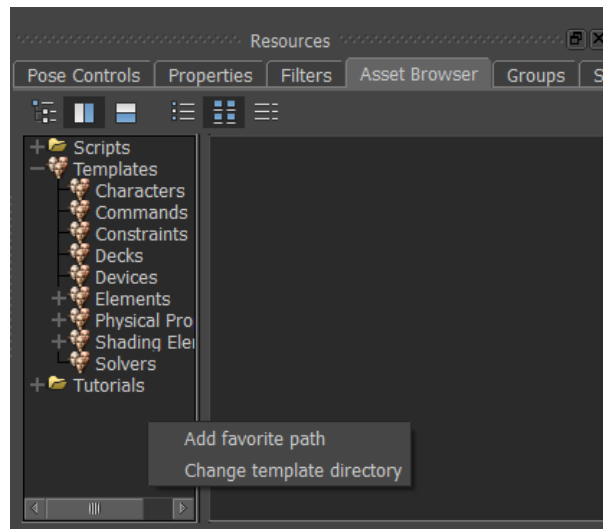 Resources
Pose Controls Properties Filters Asset Browser Groups S
Scripts
Templates
Characters
Commands
Constraints
Decks
Devices
Elements
Physical Pro
Shading Ele
Solvers
Tutorials
Add favorite path
Change template directory